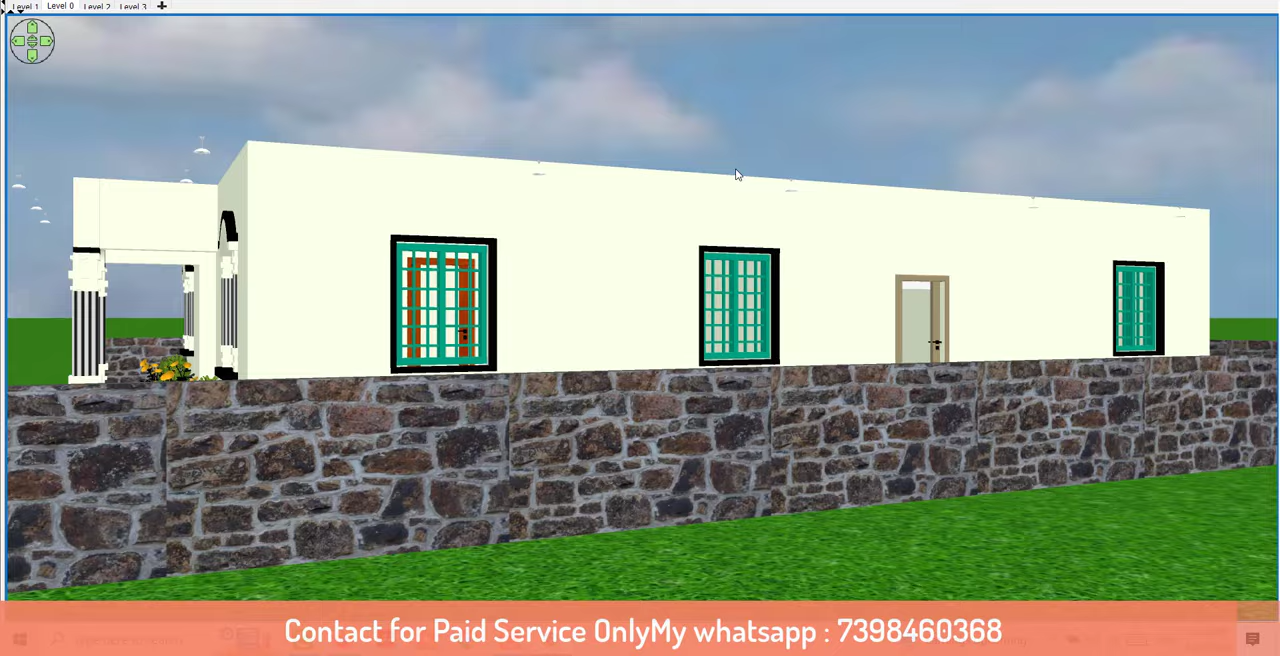 Level 1 Level 0 Level 2 Level 3
Contact for Paid Service OnlyMy whatsapp : 7398460368